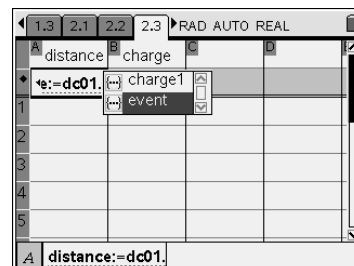 1.3 2.1 2.2 2.3 RAD AUTO REAL
A distance B charge C D
e:=dc01. charge1
event
1
2
3
4
5
A distance:=dc01.